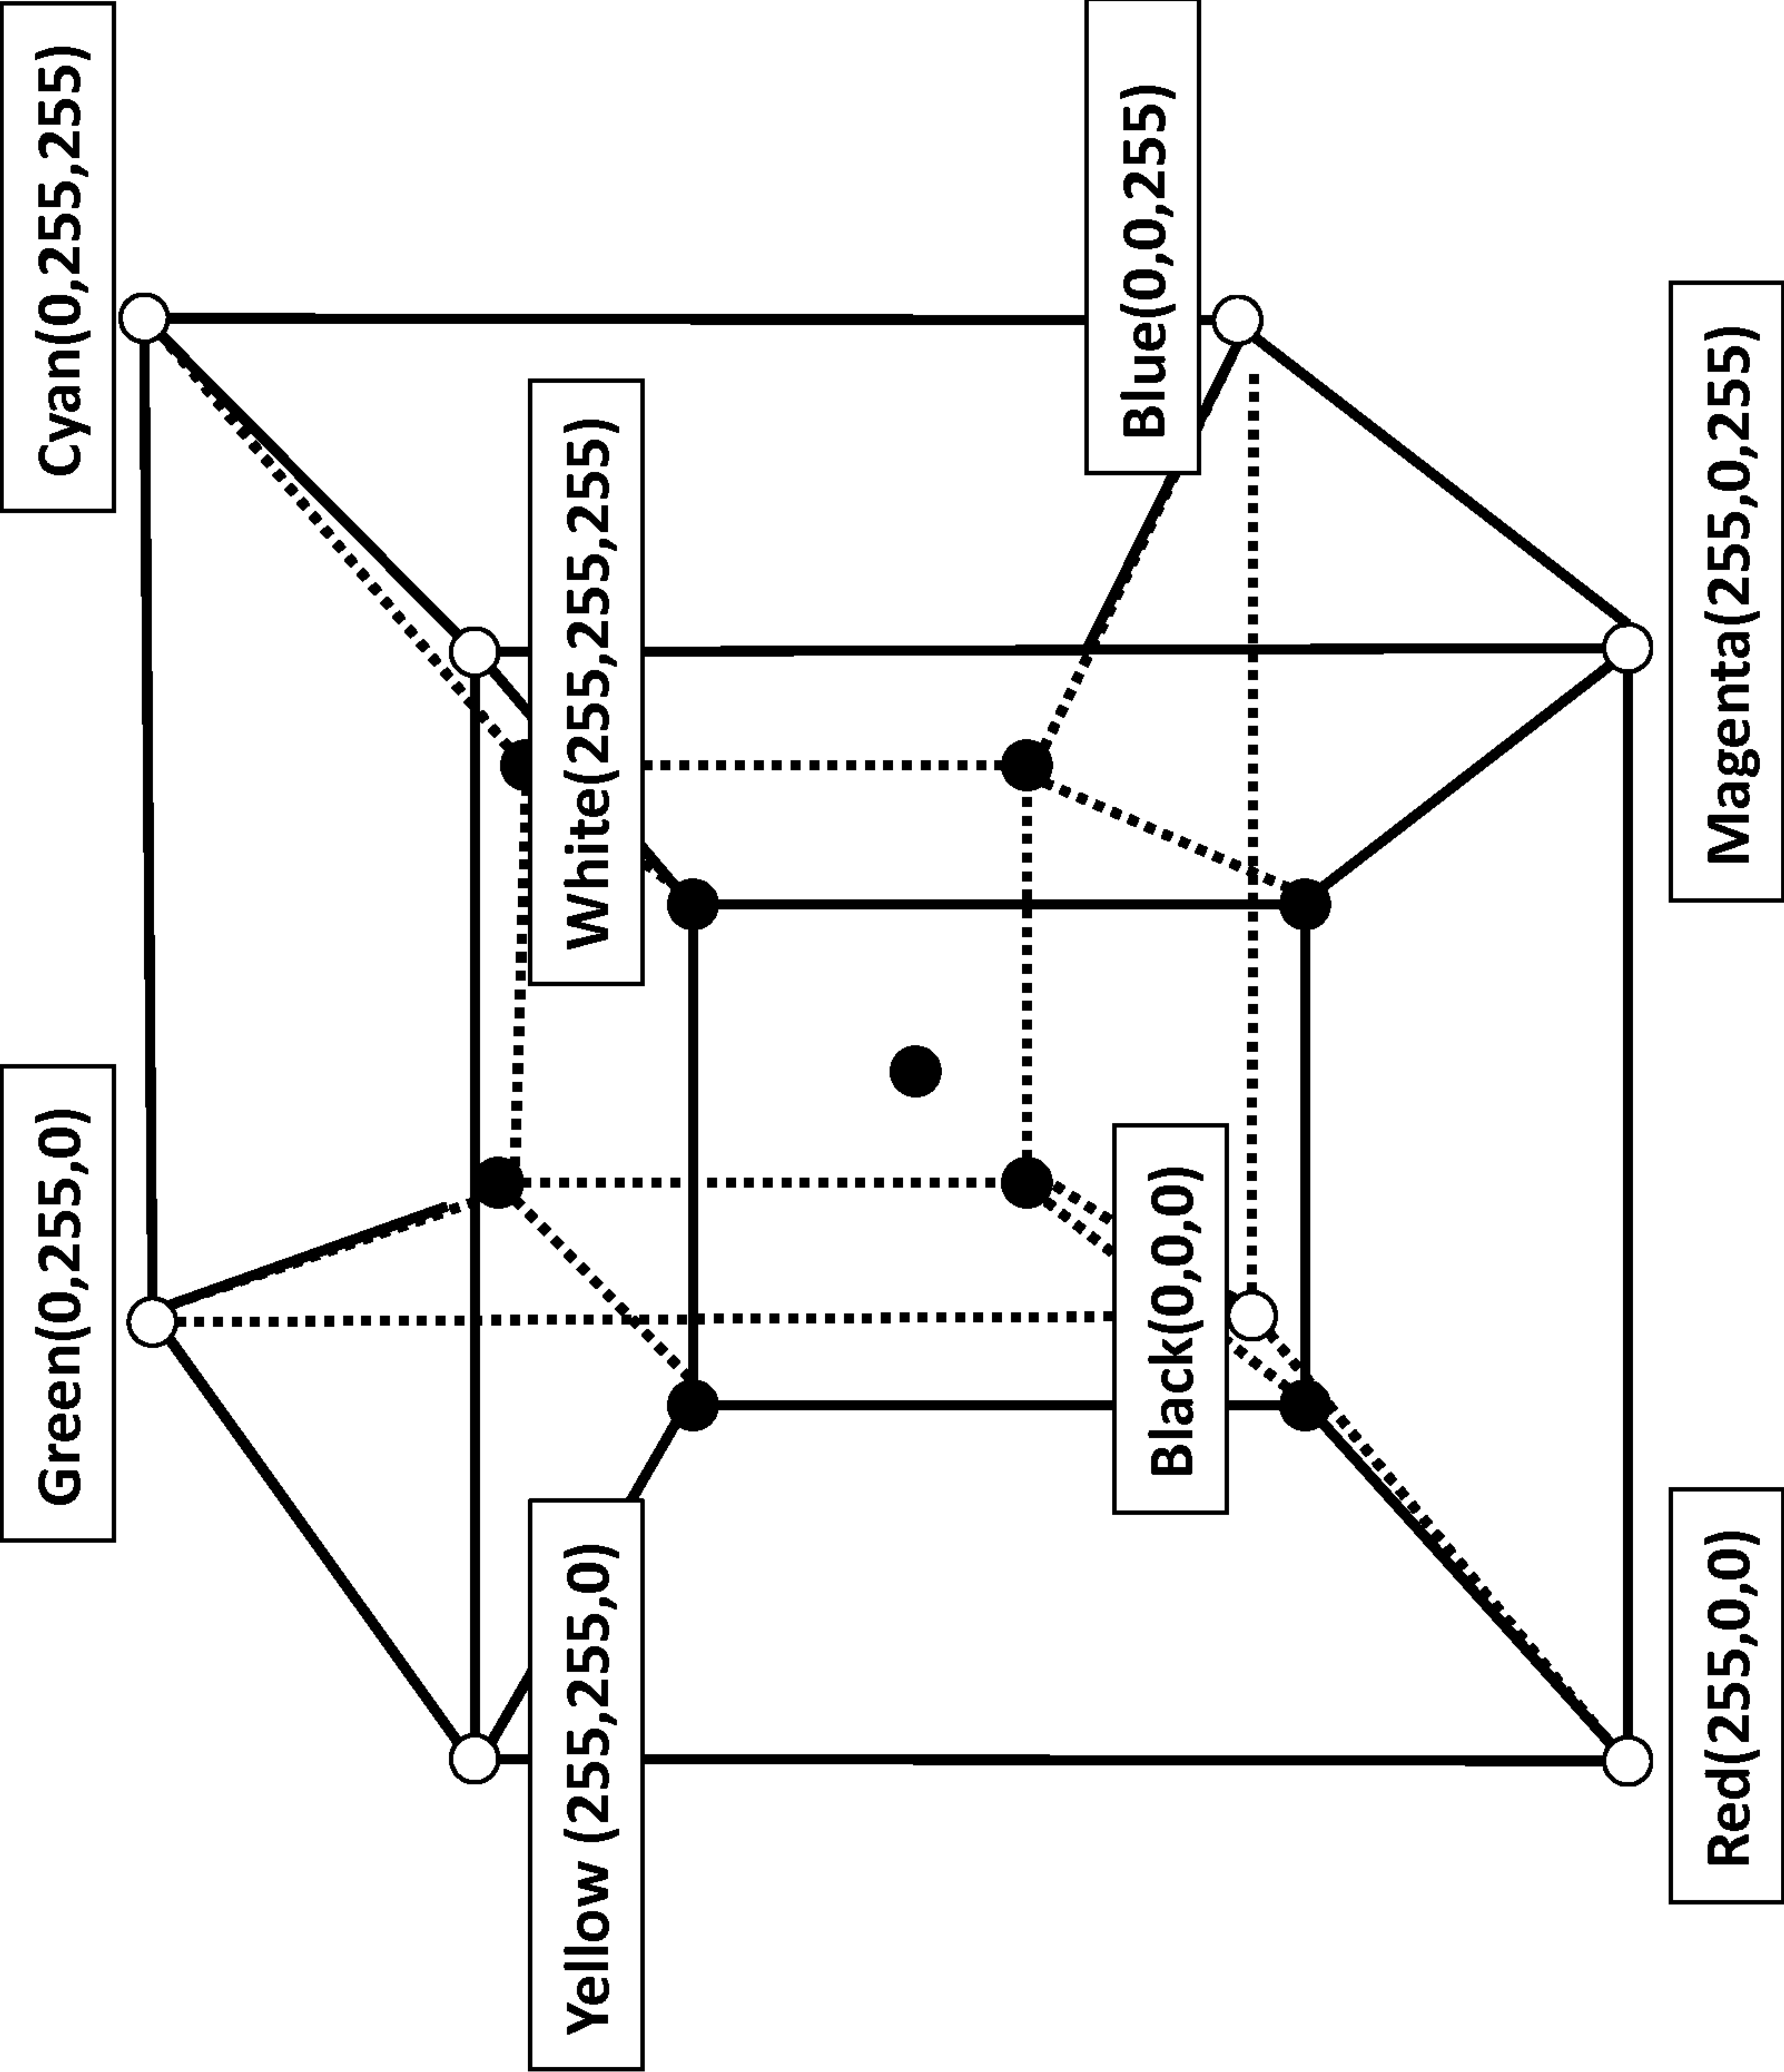 Green(0,255,0)
Cyan(0,255,255)
Yellow (255,255,0)
White(255,255,255)
Black(0,0,0)
Blue(0,0,255)
Red(255,0,0)
Magenta(255,0,255)